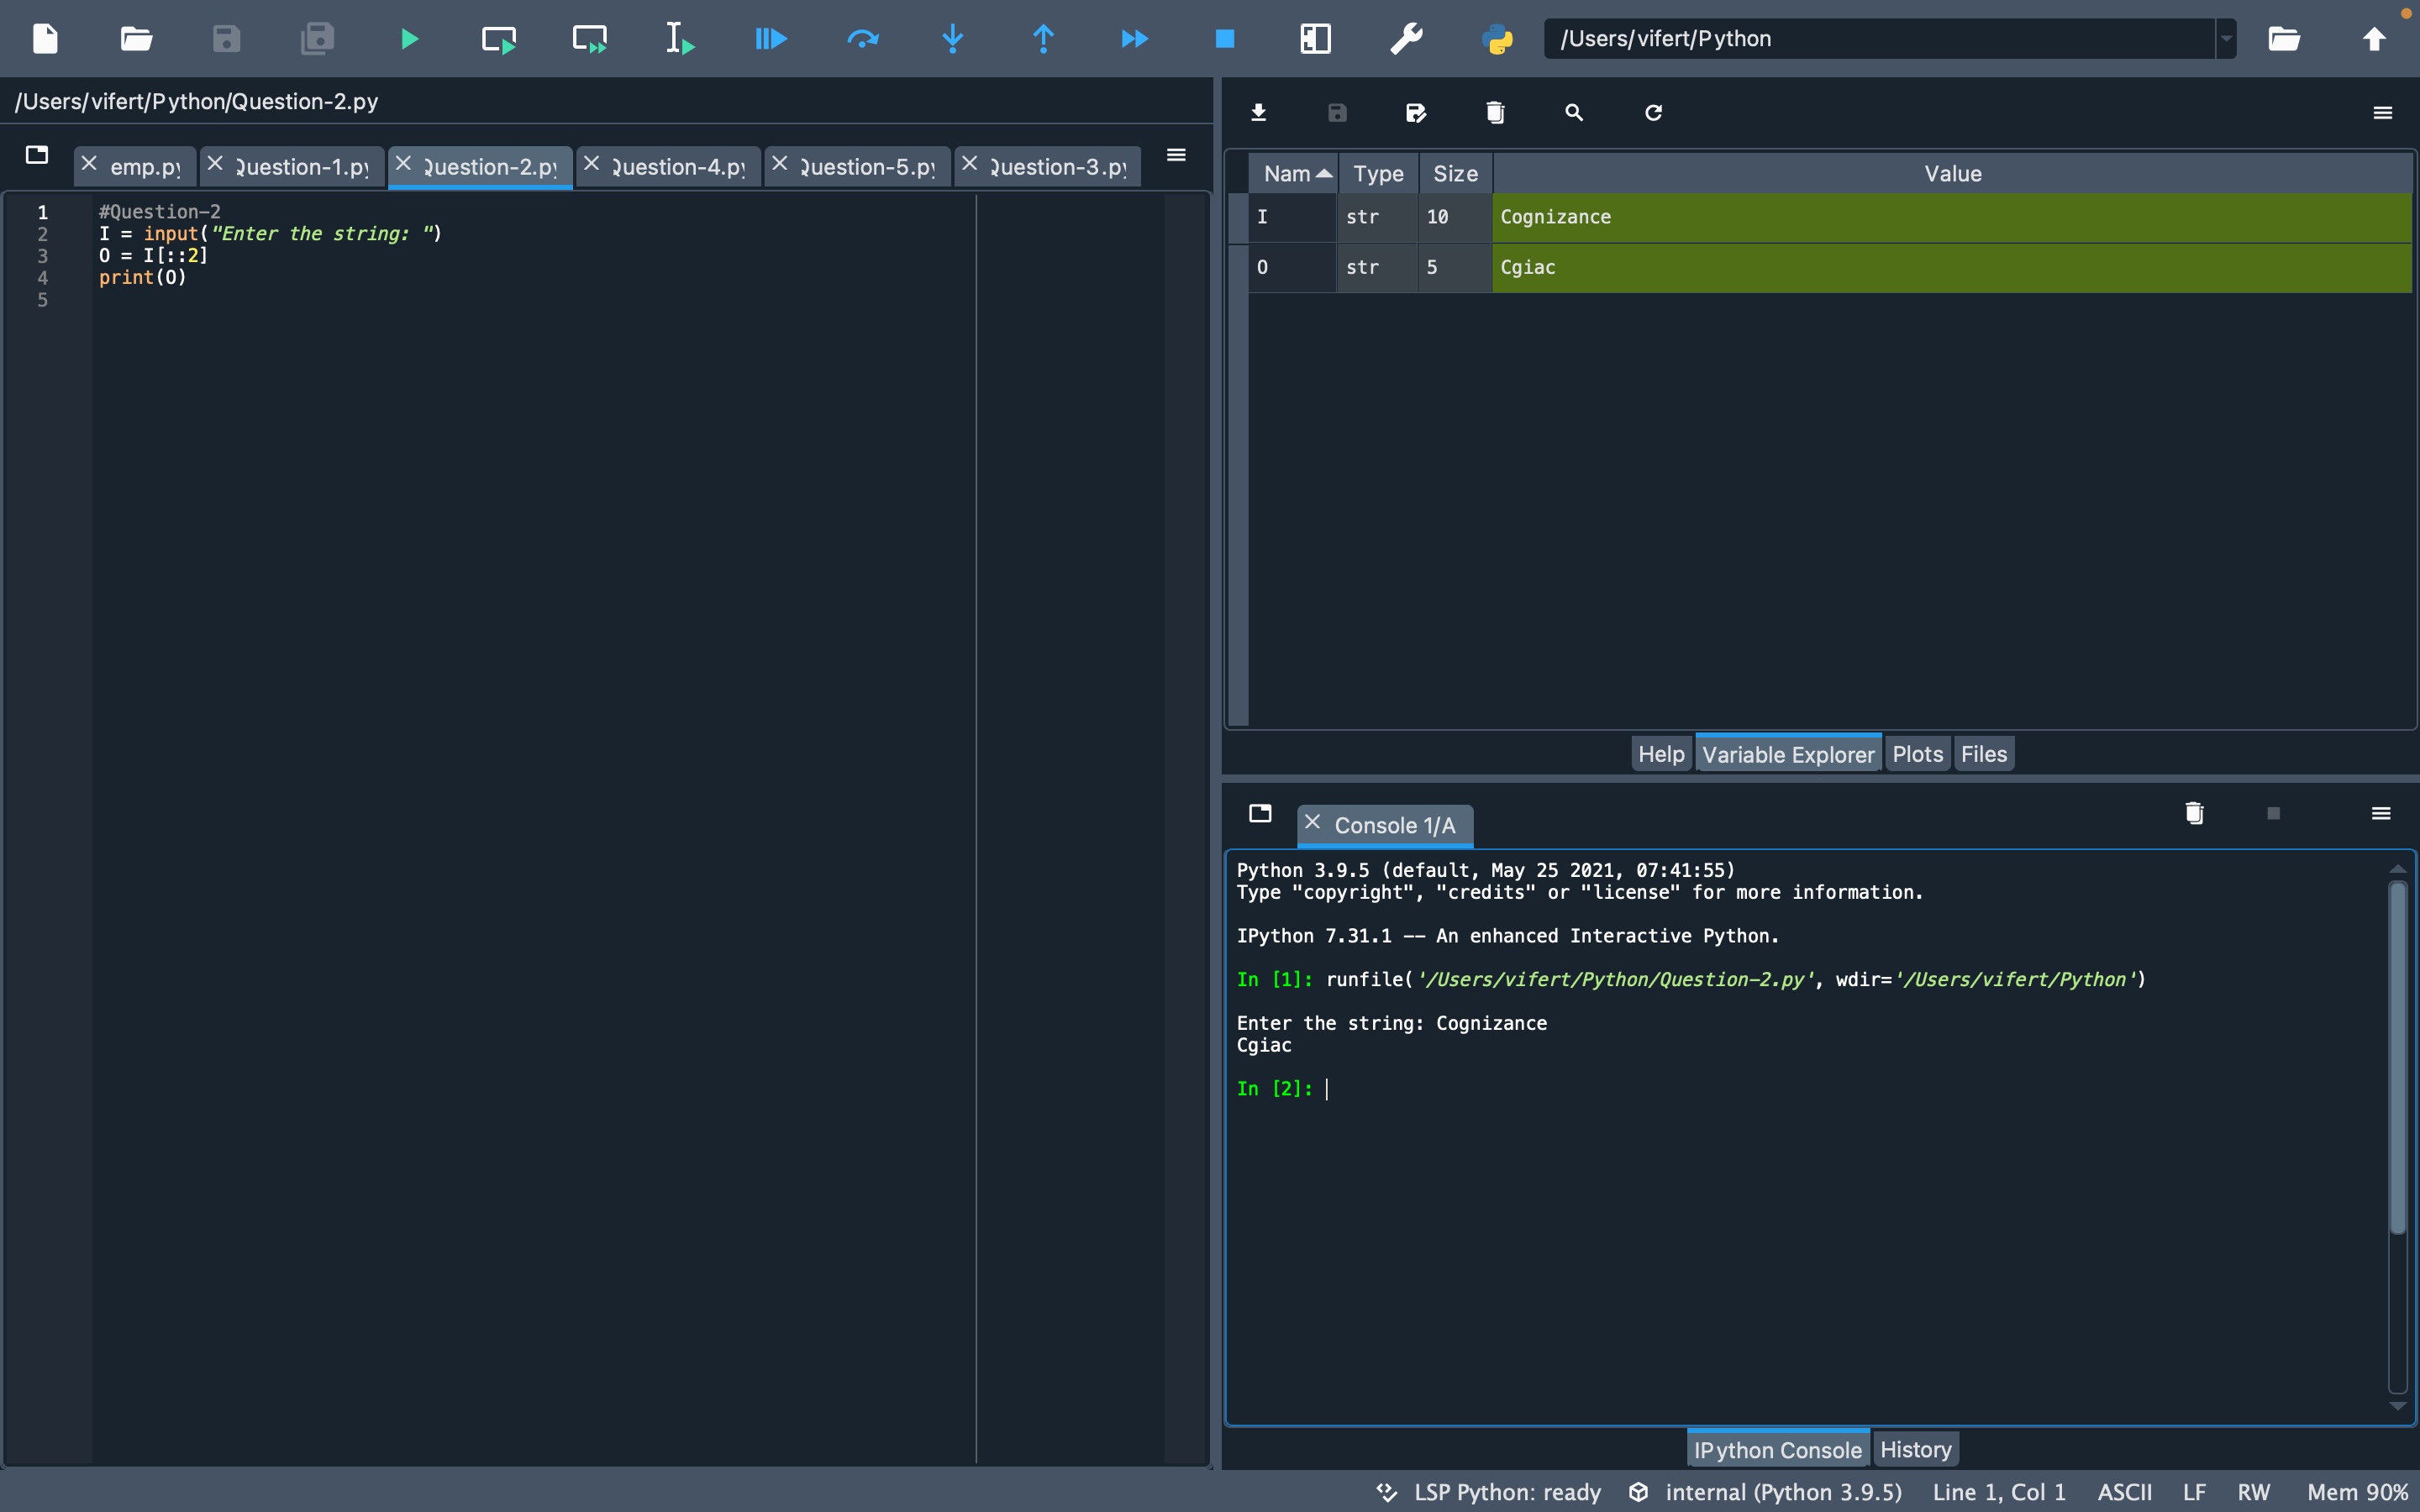 /Users/vifert/Python
/Users/vifert/Python/Question-2.py
emp.py
Question-1.py
Question-2.py
Question-4.py
Question-5.py
Question-3.py
1 #Question-2
2 I = input("Enter the string: ")
3 O = I[::2]
4 print(O)
5
Nam Type Size Value
I str 10 Cognizance
O str 5 Cgiac
Help Variable Explorer Plots Files
Console 1/A
Python 3.9.5 (default, May 25 2021, 07:41:55)
Type "copyright", "credits" or "license" for more information.
IPython 7.31.1 -- An enhanced Interactive Python.
In [1]: runfile('/Users/vifert/Python/Question-2.py', wdir='/Users/vifert/Python')
Enter the string: Cognizance
Cgiac
In [2]:
IPython Console History
LSP Python: ready internal (Python 3.9.5) Line 1, Col 1 ASCII LF RW Mem 90%